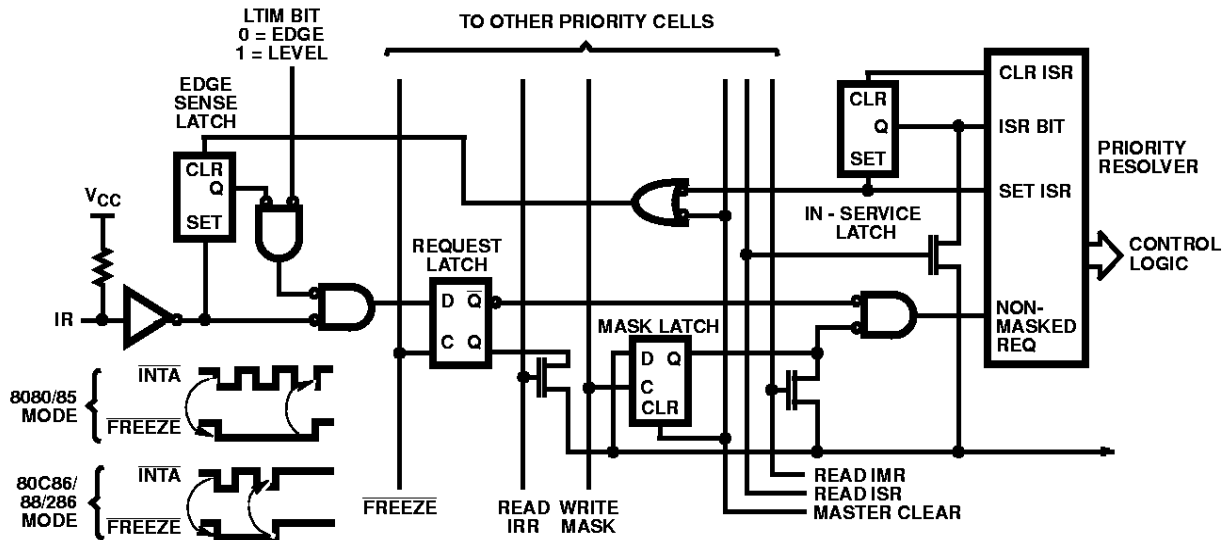 LTIM BIT
0 = EDGE
1 = LEVEL
TO OTHER PRIORITY CELLS
EDGE
SENSE
LATCH
CLR
Q
SET
VCC
IR
REQUEST
LATCH
D Q
C Q
CLR
Q
SET
IN - SERVICE
LATCH
CLR ISR
ISR BIT
SET ISR
NON-
MASKED
REQ
PRIORITY
RESOLVER
CONTROL
LOGIC
MASK LATCH
D Q
C
CLR
8080/85
MODE
INTA
FREEZE
80C86/
88/286
MODE
INTA
FREEZE
FREEZE
READ
IRR
WRITE
MASK
READ IMR
READ ISR
MASTER CLEAR